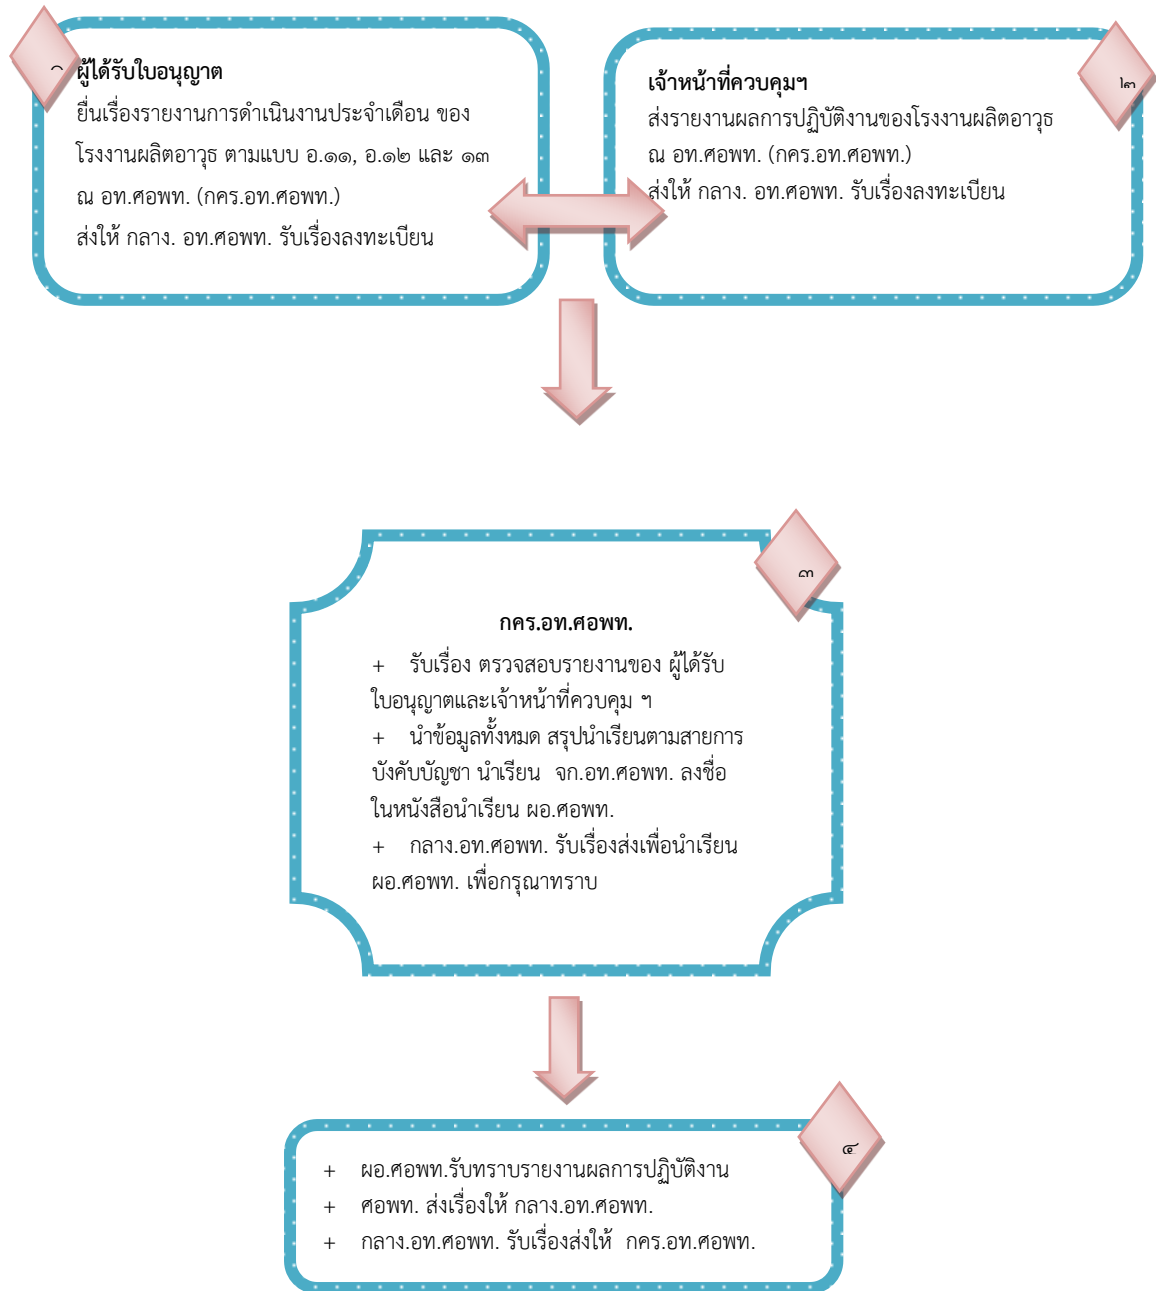 ๑
ผู้ได้รับใบอนุญาต
ยื่นเรื่องรายงานการดำเนินงานประจำเดือน ของ
โรงงานผลิตอาวุธ ตามแบบ อ.๑๑, อ.๑๒ และ ๑๓
ณ อท.ศอพท. (กคร.อท.ศอพท.)
ส่งให้ กลาง. อท.ศอพท. รับเรื่องลงทะเบียน
๒
เจ้าหน้าที่ควบคุมฯ
ส่งรายงานผลการปฏิบัติงานของโรงงานผลิตอาวุธ
ณ อท.ศอพท. (กคร.อท.ศอพท.)
ส่งให้ กลาง. อท.ศอพท. รับเรื่องลงทะเบียน
๓
กคร.อท.ศอพท.
+ รับเรื่อง ตรวจสอบรายงานของ ผู้ได้รับ
ใบอนุญาตและเจ้าหน้าที่ควบคุม ฯ
+ นำข้อมูลทั้งหมด สรุปนำเรียนตามสายการ
บังคับบัญชา นำเรียน จก.อท.ศอพท. ลงชื่อ
ในหนังสือนำเรียน ผอ.ศอพท.
+ กลาง.อท.ศอพท. รับเรื่องส่งเพื่อนำเรียน
ผอ.ศอพท. เพื่อกรุณาทราบ
๔
+ ผอ.ศอพท.รับทราบรายงานผลการปฏิบัติงาน
+ ศอพท. ส่งเรื่องให้ กลาง.อท.ศอพท.
+ กลาง.อท.ศอพท. รับเรื่องส่งให้ กคร.อท.ศอพท.